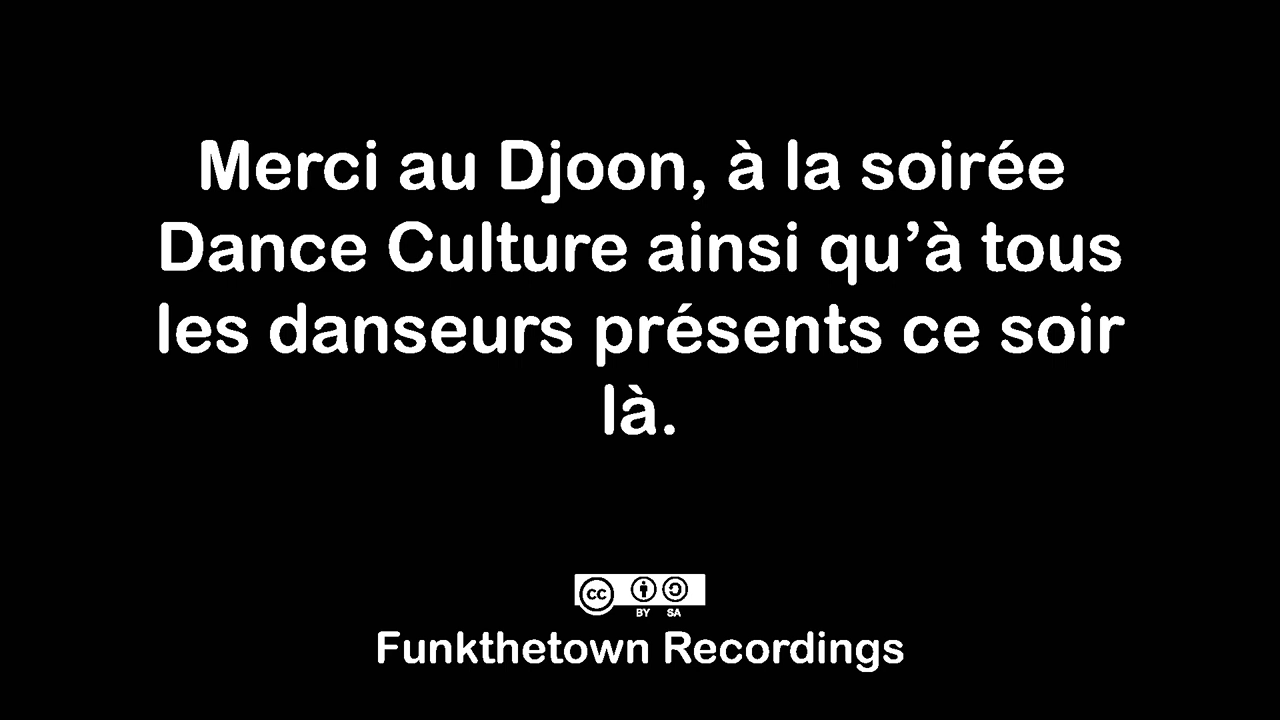 Merci au Djoon, à la soirée
Dance Culture ainsi qu’à tous
les danseurs présents ce soir
là.
cc
BY SA
Funkthetown Recordings